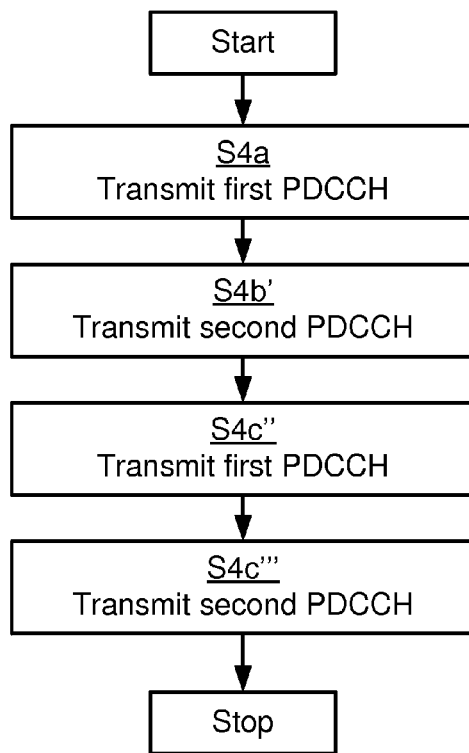 Start
S4a
Transmit first PDCCH
S4b’
Transmit second PDCCH
S4c’’
Transmit first PDCCH
S4c’’’
Transmit second PDCCH
Stop